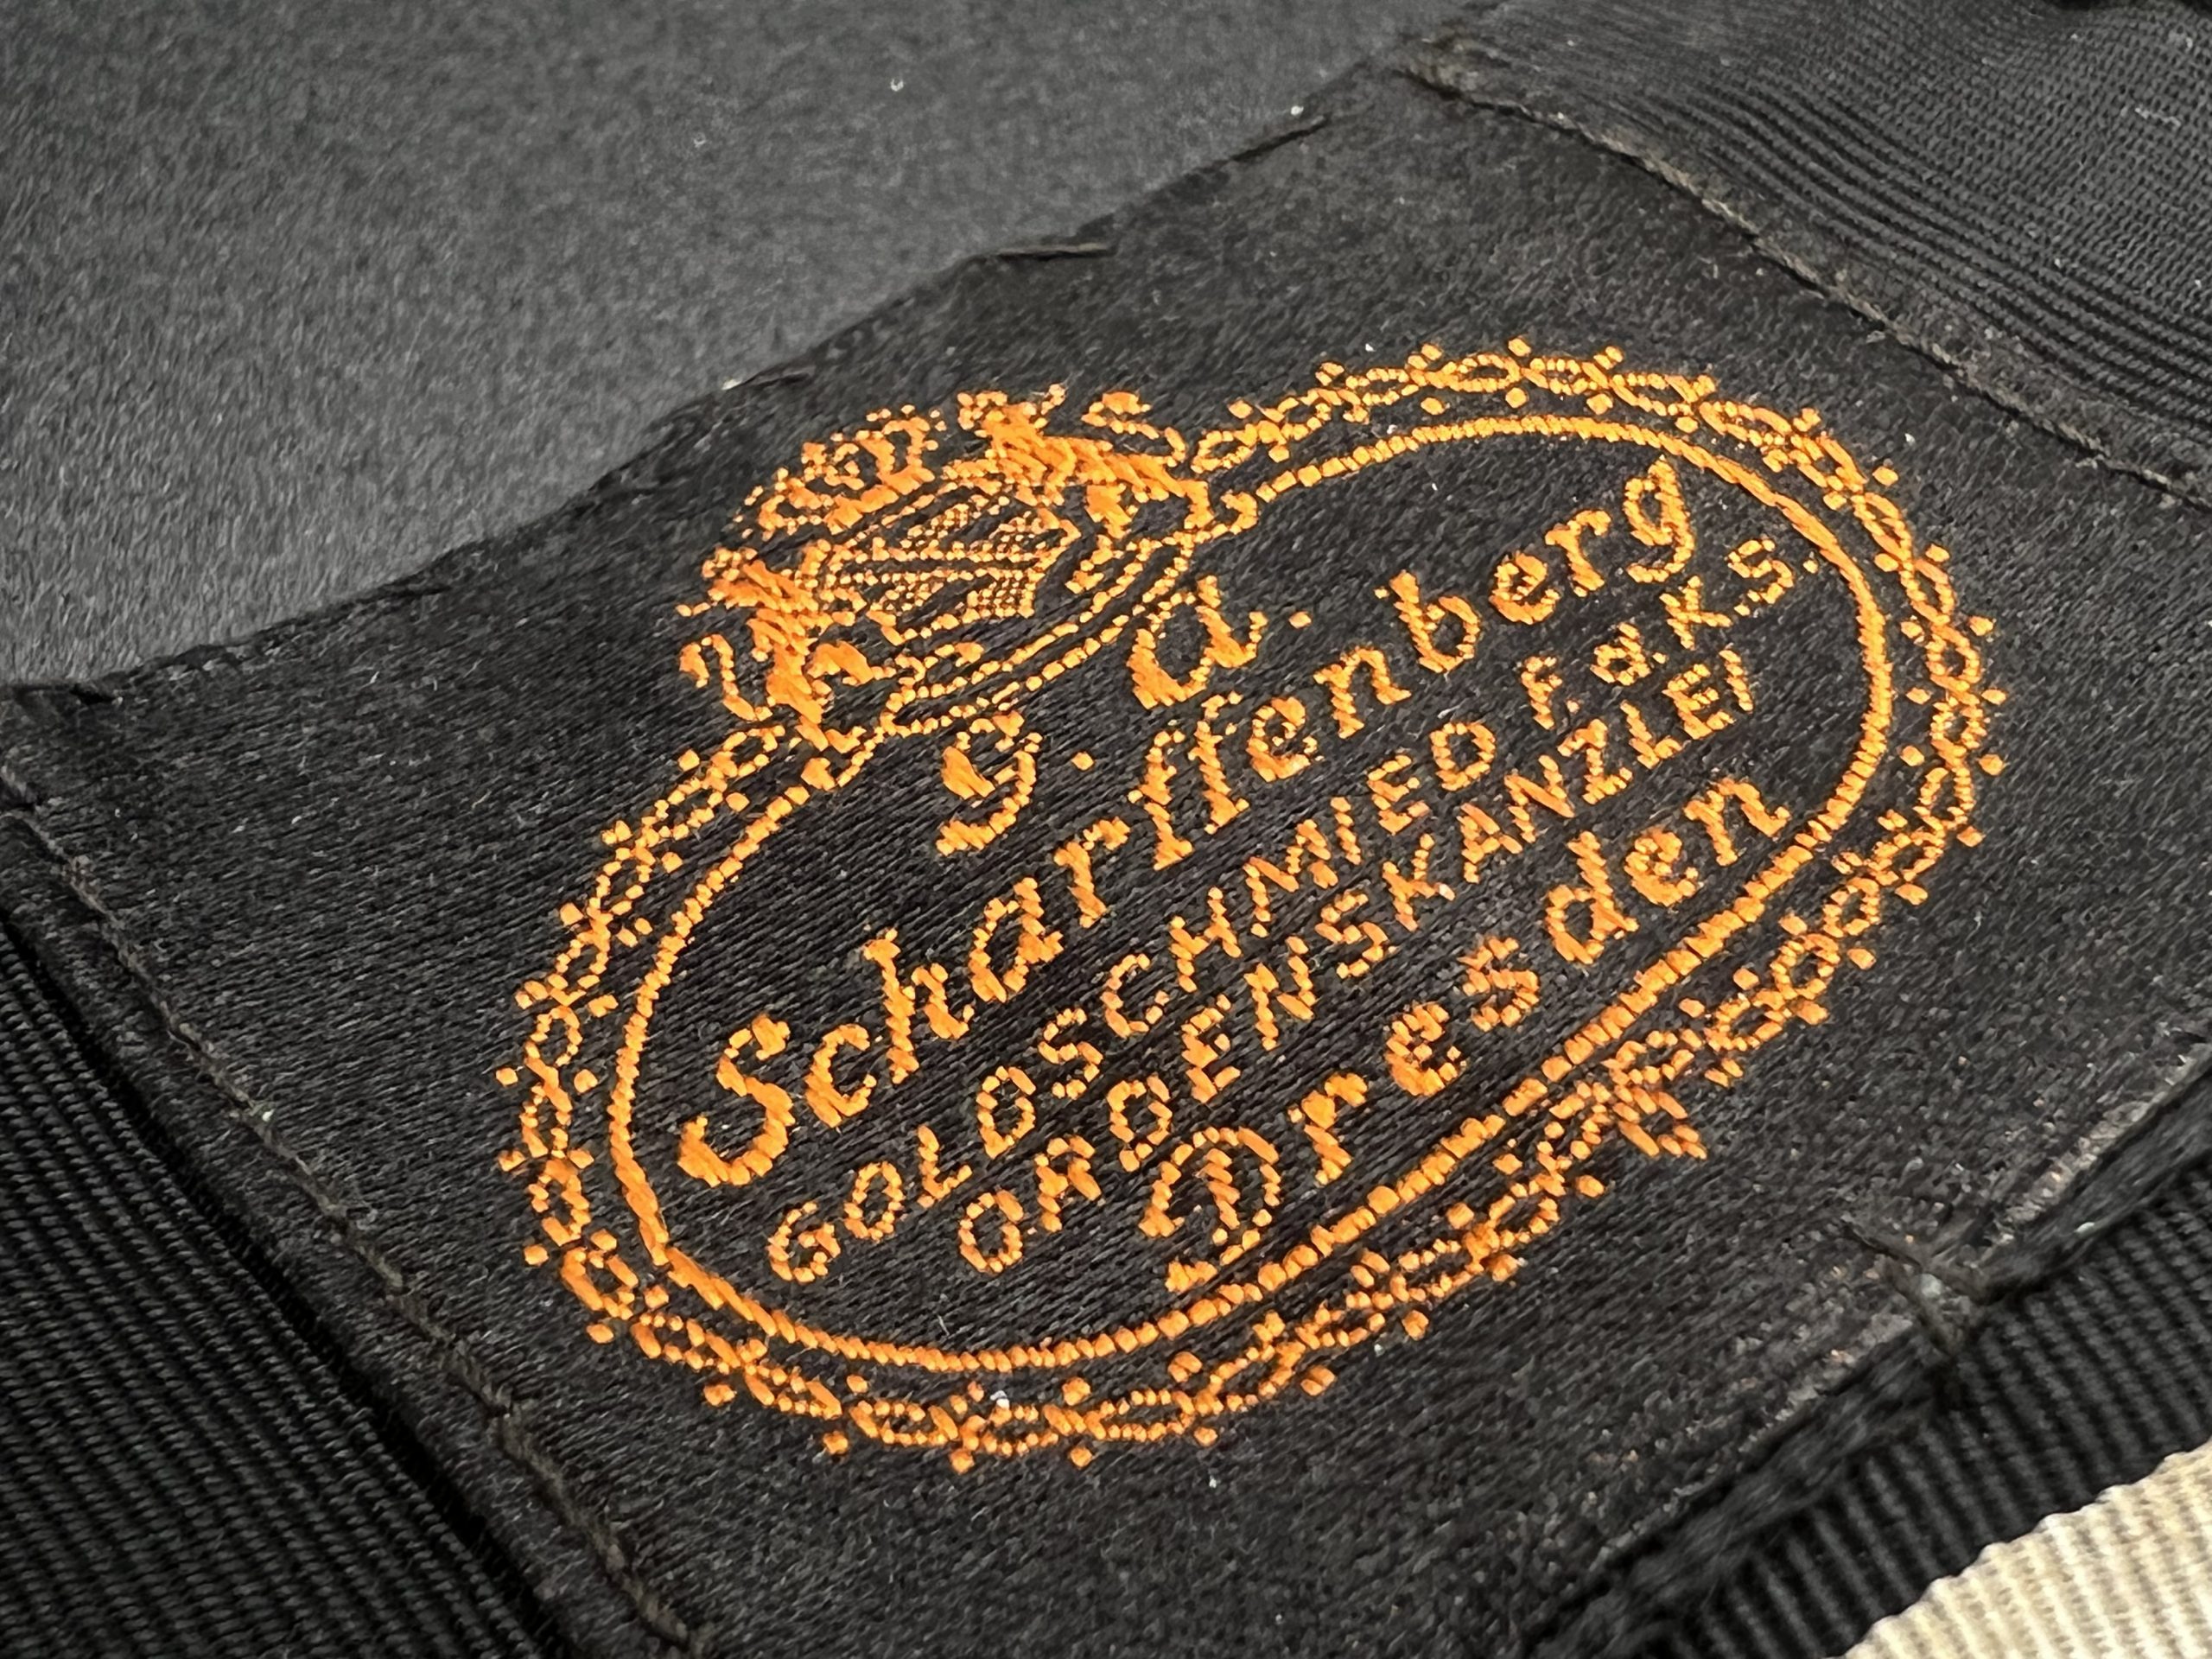 G. A.
Scharffenberg
GOLDSCHMIED F. d. K S.
ORDENSKANZLEI
Dresden